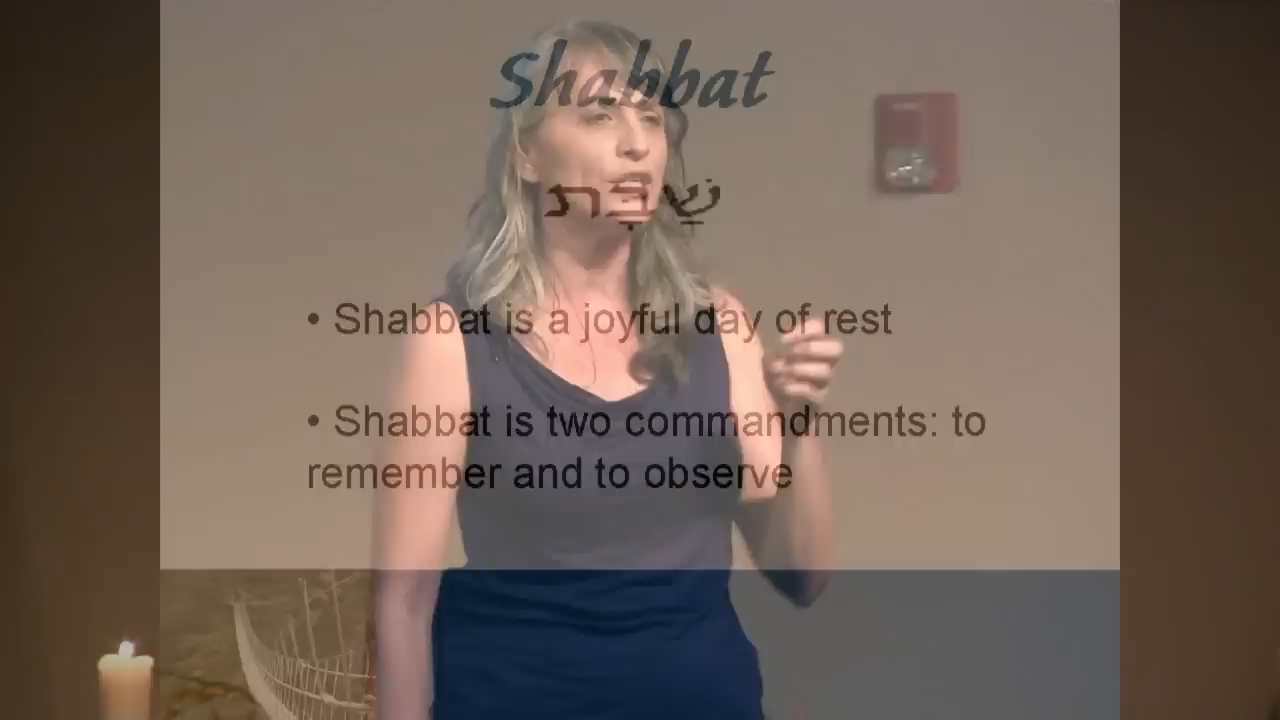 Shabbat
שַׁבָּת
• Shabbat is a joyful day of rest
• Shabbat is two commandments: to
remember and to observe